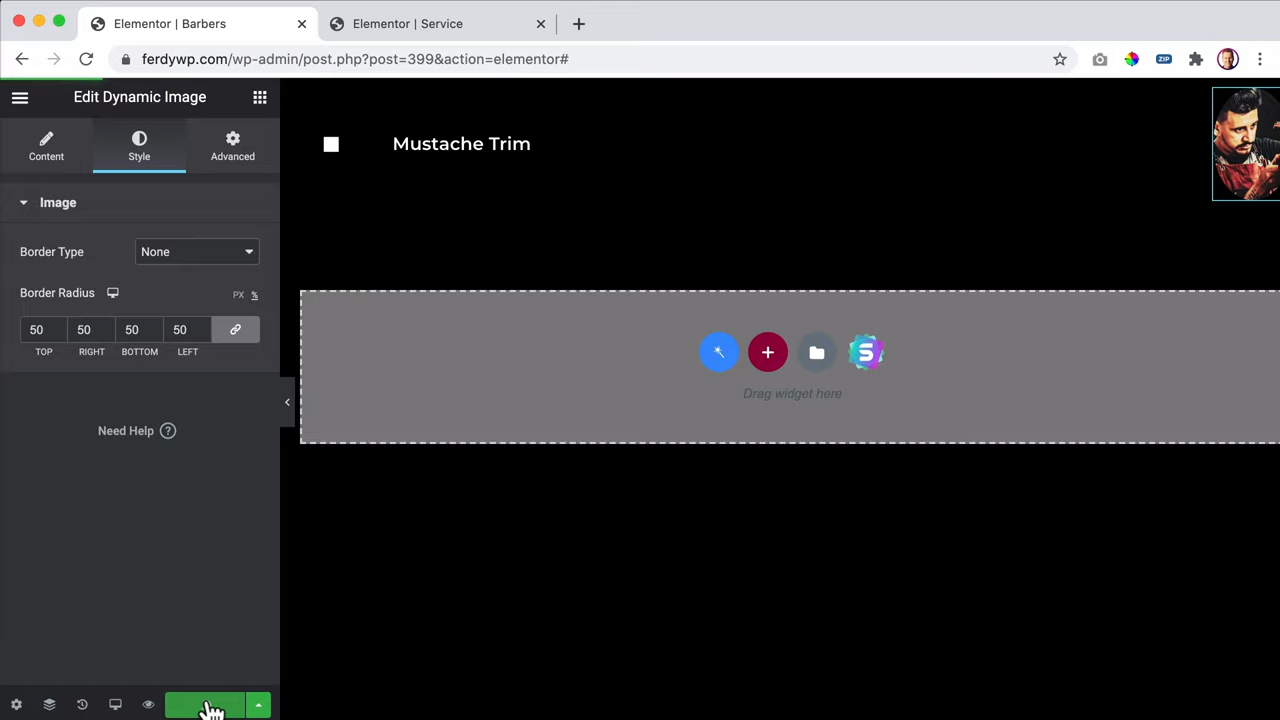 Elementor | Barbers
Elementor | Service
ferdywp.com/wp-admin/post.php?post=399&action=elementor#
ZIP
Edit Dynamic Image
Content
Style
Advanced
Mustache Trim
Image
Border Type
None
Border Radius
PX
%
50
50
50
50
TOP
RIGHT
BOTTOM
LEFT
S
Drag widget here
Need Help
?